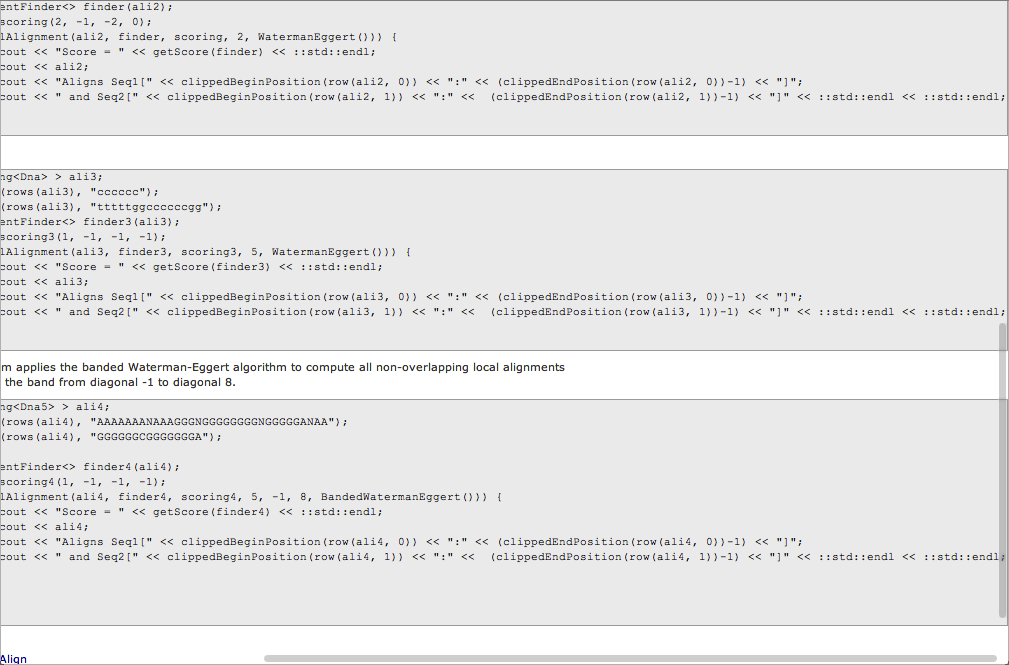 entFinder<> finder(ali2);
scoring(2, -1, -2, 0);
lAlignment(ali2, finder, scoring, 2, WatermanEggert())) {
cout << "Score = " << getScore(finder) << ::std::endl;
cout << ali2;
cout << "Aligns Seq1[" << clippedBeginPosition(row(ali2, 0)) << ":" << (clippedEndPosition(row(ali2, 0))-1) << "]";
cout << " and Seq2[" << clippedBeginPosition(row(ali2, 1)) << ":" <<  (clippedEndPosition(row(ali2, 1))-1) << "]" << ::std::endl << ::std::endl;
ng<Dna> > ali3;
(rows(ali3), "cccccc");
(rows(ali3), "tttttggccccccgg");
entFinder<> finder3(ali3);
scoring3(1, -1, -1, -1);
lAlignment(ali3, finder3, scoring3, 5, WatermanEggert())) {
cout << "Score = " << getScore(finder3) << ::std::endl;
cout << ali3;
cout << "Aligns Seq1[" << clippedBeginPosition(row(ali3, 0)) << ":" << (clippedEndPosition(row(ali3, 0))-1) << "]";
cout << " and Seq2[" << clippedBeginPosition(row(ali3, 1)) << ":" <<  (clippedEndPosition(row(ali3, 1))-1) << "]" << ::std::endl << ::std::endl;
m applies the banded Waterman-Eggert algorithm to compute all non-overlapping local alignments
the band from diagonal -1 to diagonal 8.
ng<Dna5> > ali4;
(rows(ali4), "AAAAAAANAAAGGGNGGGGGGGGNGGGGGANAA");
(rows(ali4), "GGGGGGCGGGGGGGA");
entFinder<> finder4(ali4);
scoring4(1, -1, -1, -1);
lAlignment(ali4, finder4, scoring4, 5, -1, 8, BandedWatermanEggert())) {
cout << "Score = " << getScore(finder4) << ::std::endl;
cout << ali4;
cout << "Aligns Seq1[" << clippedBeginPosition(row(ali4, 0)) << ":" << (clippedEndPosition(row(ali4, 0))-1) << "]";
cout << " and Seq2[" << clippedBeginPosition(row(ali4, 1)) << ":" <<  (clippedEndPosition(row(ali4, 1))-1) << "]" << ::std::endl << ::std::endl;
Align